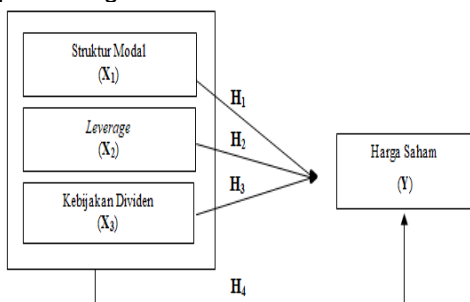 Struktur Modal
(X₁)
H₁
Leverage
(X₂)
H₂
Harga Saham
(Y)
H₃
Kebijakan Dividen
(X₃)
H₄